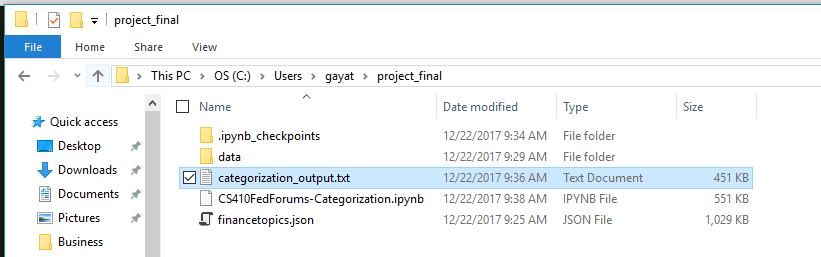 project_final
File Home Share View
This PC OS (C:) Users gayat project_final
Name Date modified Type Size
Quick access
.ipynb_checkpoints 12/22/2017 9:34 AM File folder
Desktop
data 12/22/2017 9:29 AM File folder
Downloads
categorization_output.txt 12/22/2017 9:36 AM Text Document 451 KB
Documents
CS410FedForums-Categorization.ipynb 12/22/2017 9:38 AM IPYNB File 551 KB
Pictures
financetopics.json 12/22/2017 9:25 AM JSON File 1,029 KB
Business